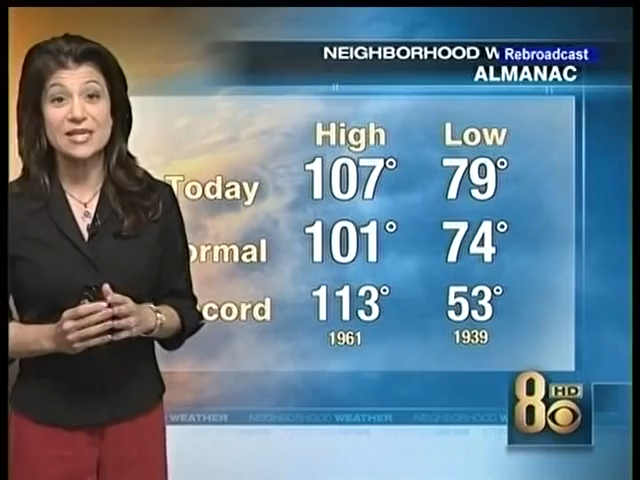 NEIGHBORHOOD W
Rebroadcast
ALMANAC
High Low
Today 107° 79°
ormal 101° 74°
cord 113° 53°
1961 1939
WEATHER NEIGHBORHOOD WEATHER NEIGHBORHOOD W
8 HD